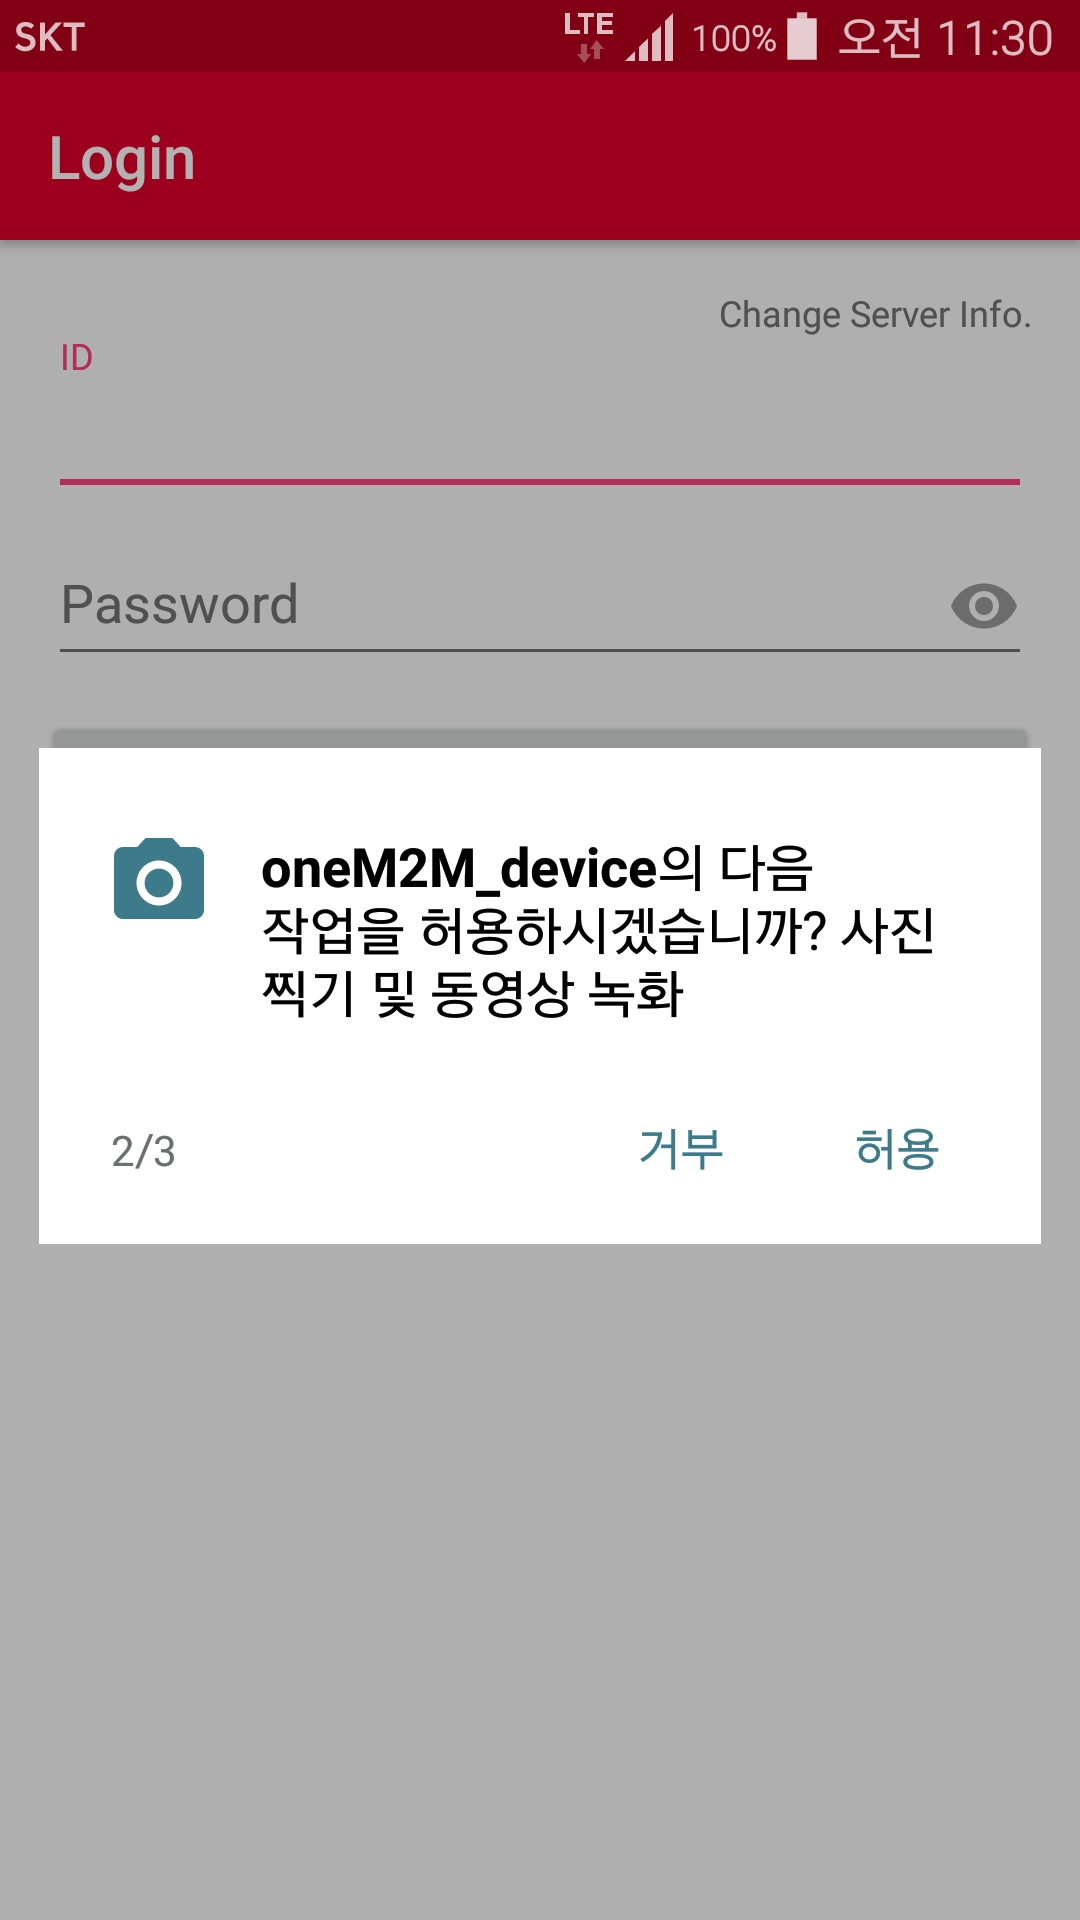 SKT LTE 100% 오전 11:30
Login
Change Server Info.
ID
Password
oneM2M_device의 다음
작업을 허용하시겠습니까? 사진
찍기 및 동영상 녹화
2/3 거부 허용